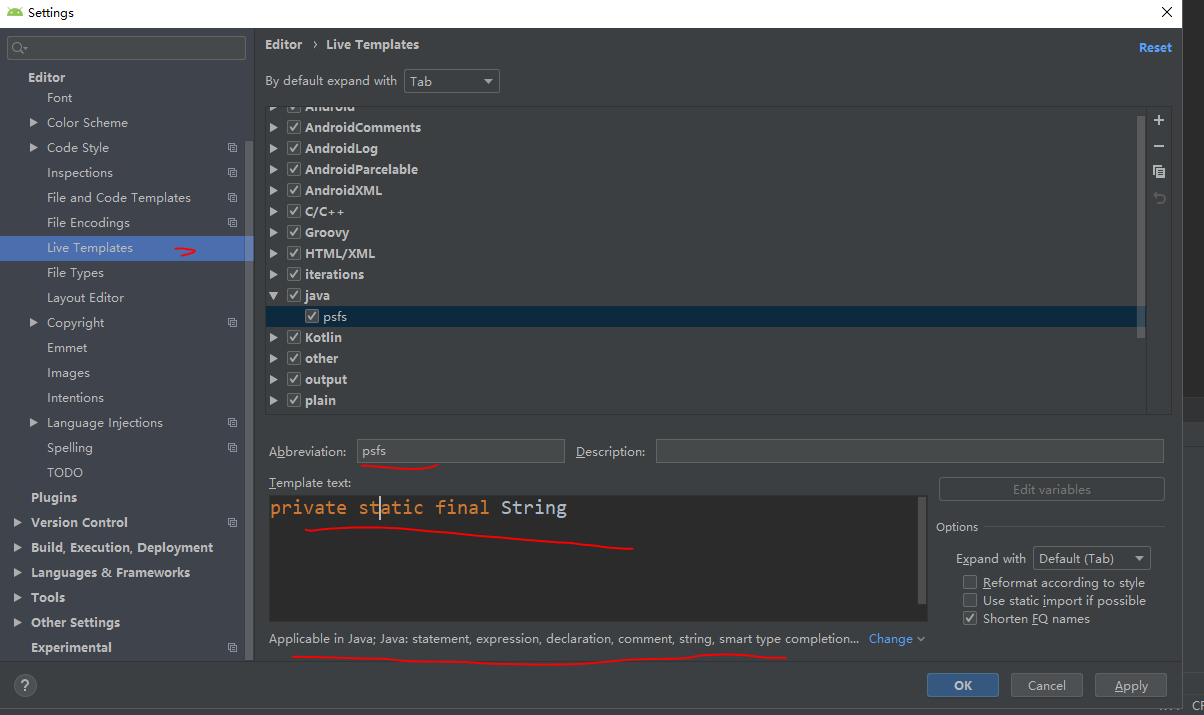 Settings
Editor › Live Templates
Reset
By default expand with Tab
Editor
Font
Color Scheme
Code Style
Inspections
File and Code Templates
File Encodings
Live Templates
File Types
Layout Editor
Copyright
Emmet
Images
Intentions
Language Injections
Spelling
TODO
Plugins
Version Control
Build, Execution, Deployment
Languages & Frameworks
Tools
Other Settings
Experimental
Android
AndroidComments
AndroidLog
AndroidParcelable
AndroidXML
C/C++
Groovy
HTML/XML
iterations
java
psfs
Kotlin
other
output
plain
Abbreviation: psfs Description:
Template text:
private static final String
Edit variables
Options
Expand with Default (Tab)
Reformat according to style
Use static import if possible
Shorten FQ names
Applicable in Java; Java: statement, expression, declaration, comment, string, smart type completion... Change
? OK Cancel Apply